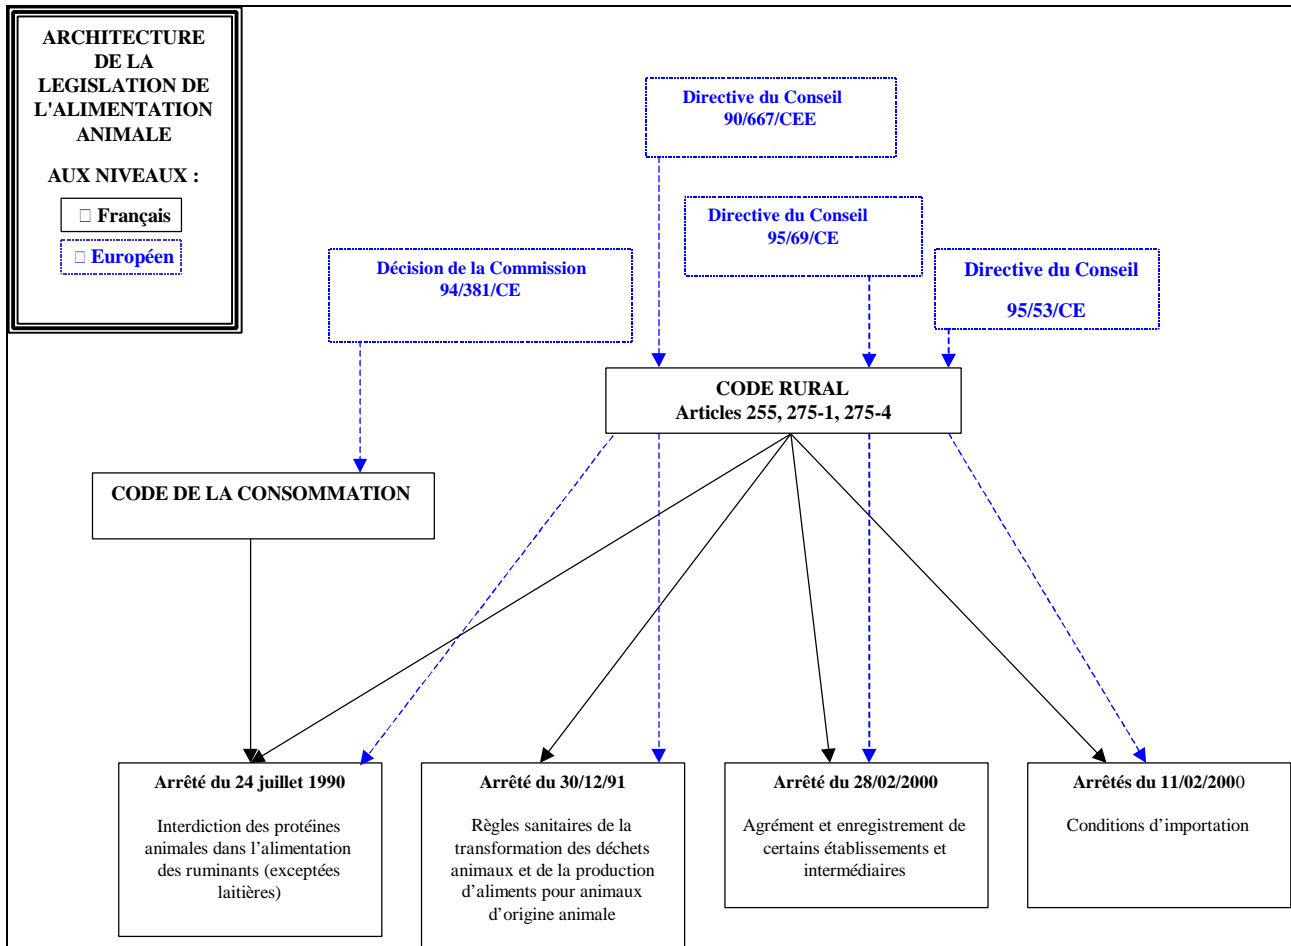 ARCHITECTURE
DE LA
LEGISLATION DE
L'ALIMENTATION
ANIMALE
AUX NIVEAUX :
□ Français
□ Européen
Directive du Conseil
90/667/CEE
Directive du Conseil
95/69/CE
Décision de la Commission
94/381/CE
Directive du Conseil
95/53/CE
CODE RURAL
Articles 255, 275-1, 275-4
CODE DE LA CONSOMMATION
Arrêté du 24 juillet 1990
Interdiction des protéines
animales dans l’alimentation
des ruminants (exceptées
laitières)
Arrêté du 30/12/91
Règles sanitaires de la
transformation des déchets
animaux et de la production
d’aliments pour animaux
d’origine animale
Arrêté du 28/02/2000
Agrément et enregistrement de
certains établissements et
intermédiaires
Arrêtés du 11/02/2000
Conditions d’importation